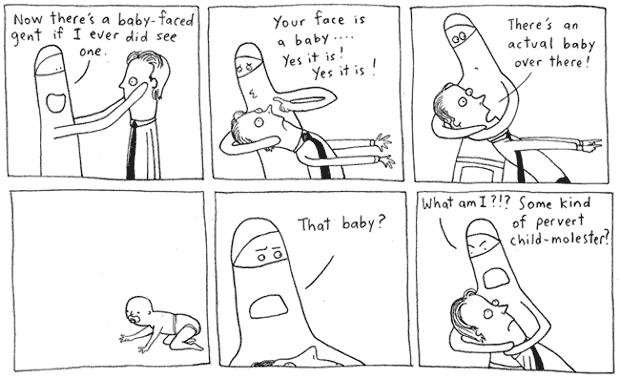 Now there's a baby-faced
gent if I ever did see
one.
Your face is
a baby ....
Yes it is!
Yes it is!
There's an
actual baby
over there!
That baby?
What am I?!? Some kind
of pervert
child-molester?